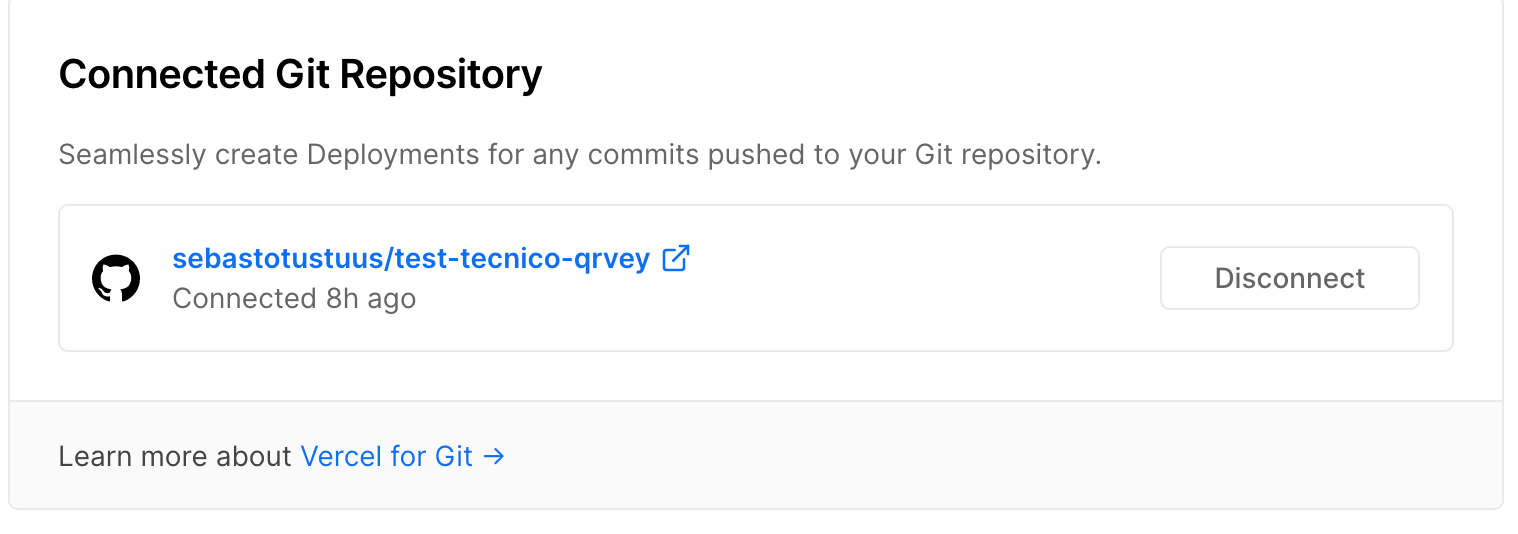 Connected Git Repository
Seamlessly create Deployments for any commits pushed to your Git repository.
sebastotustuus/test-tecnico-qrvey
Connected 8h ago
Disconnect
Learn more about Vercel for Git →